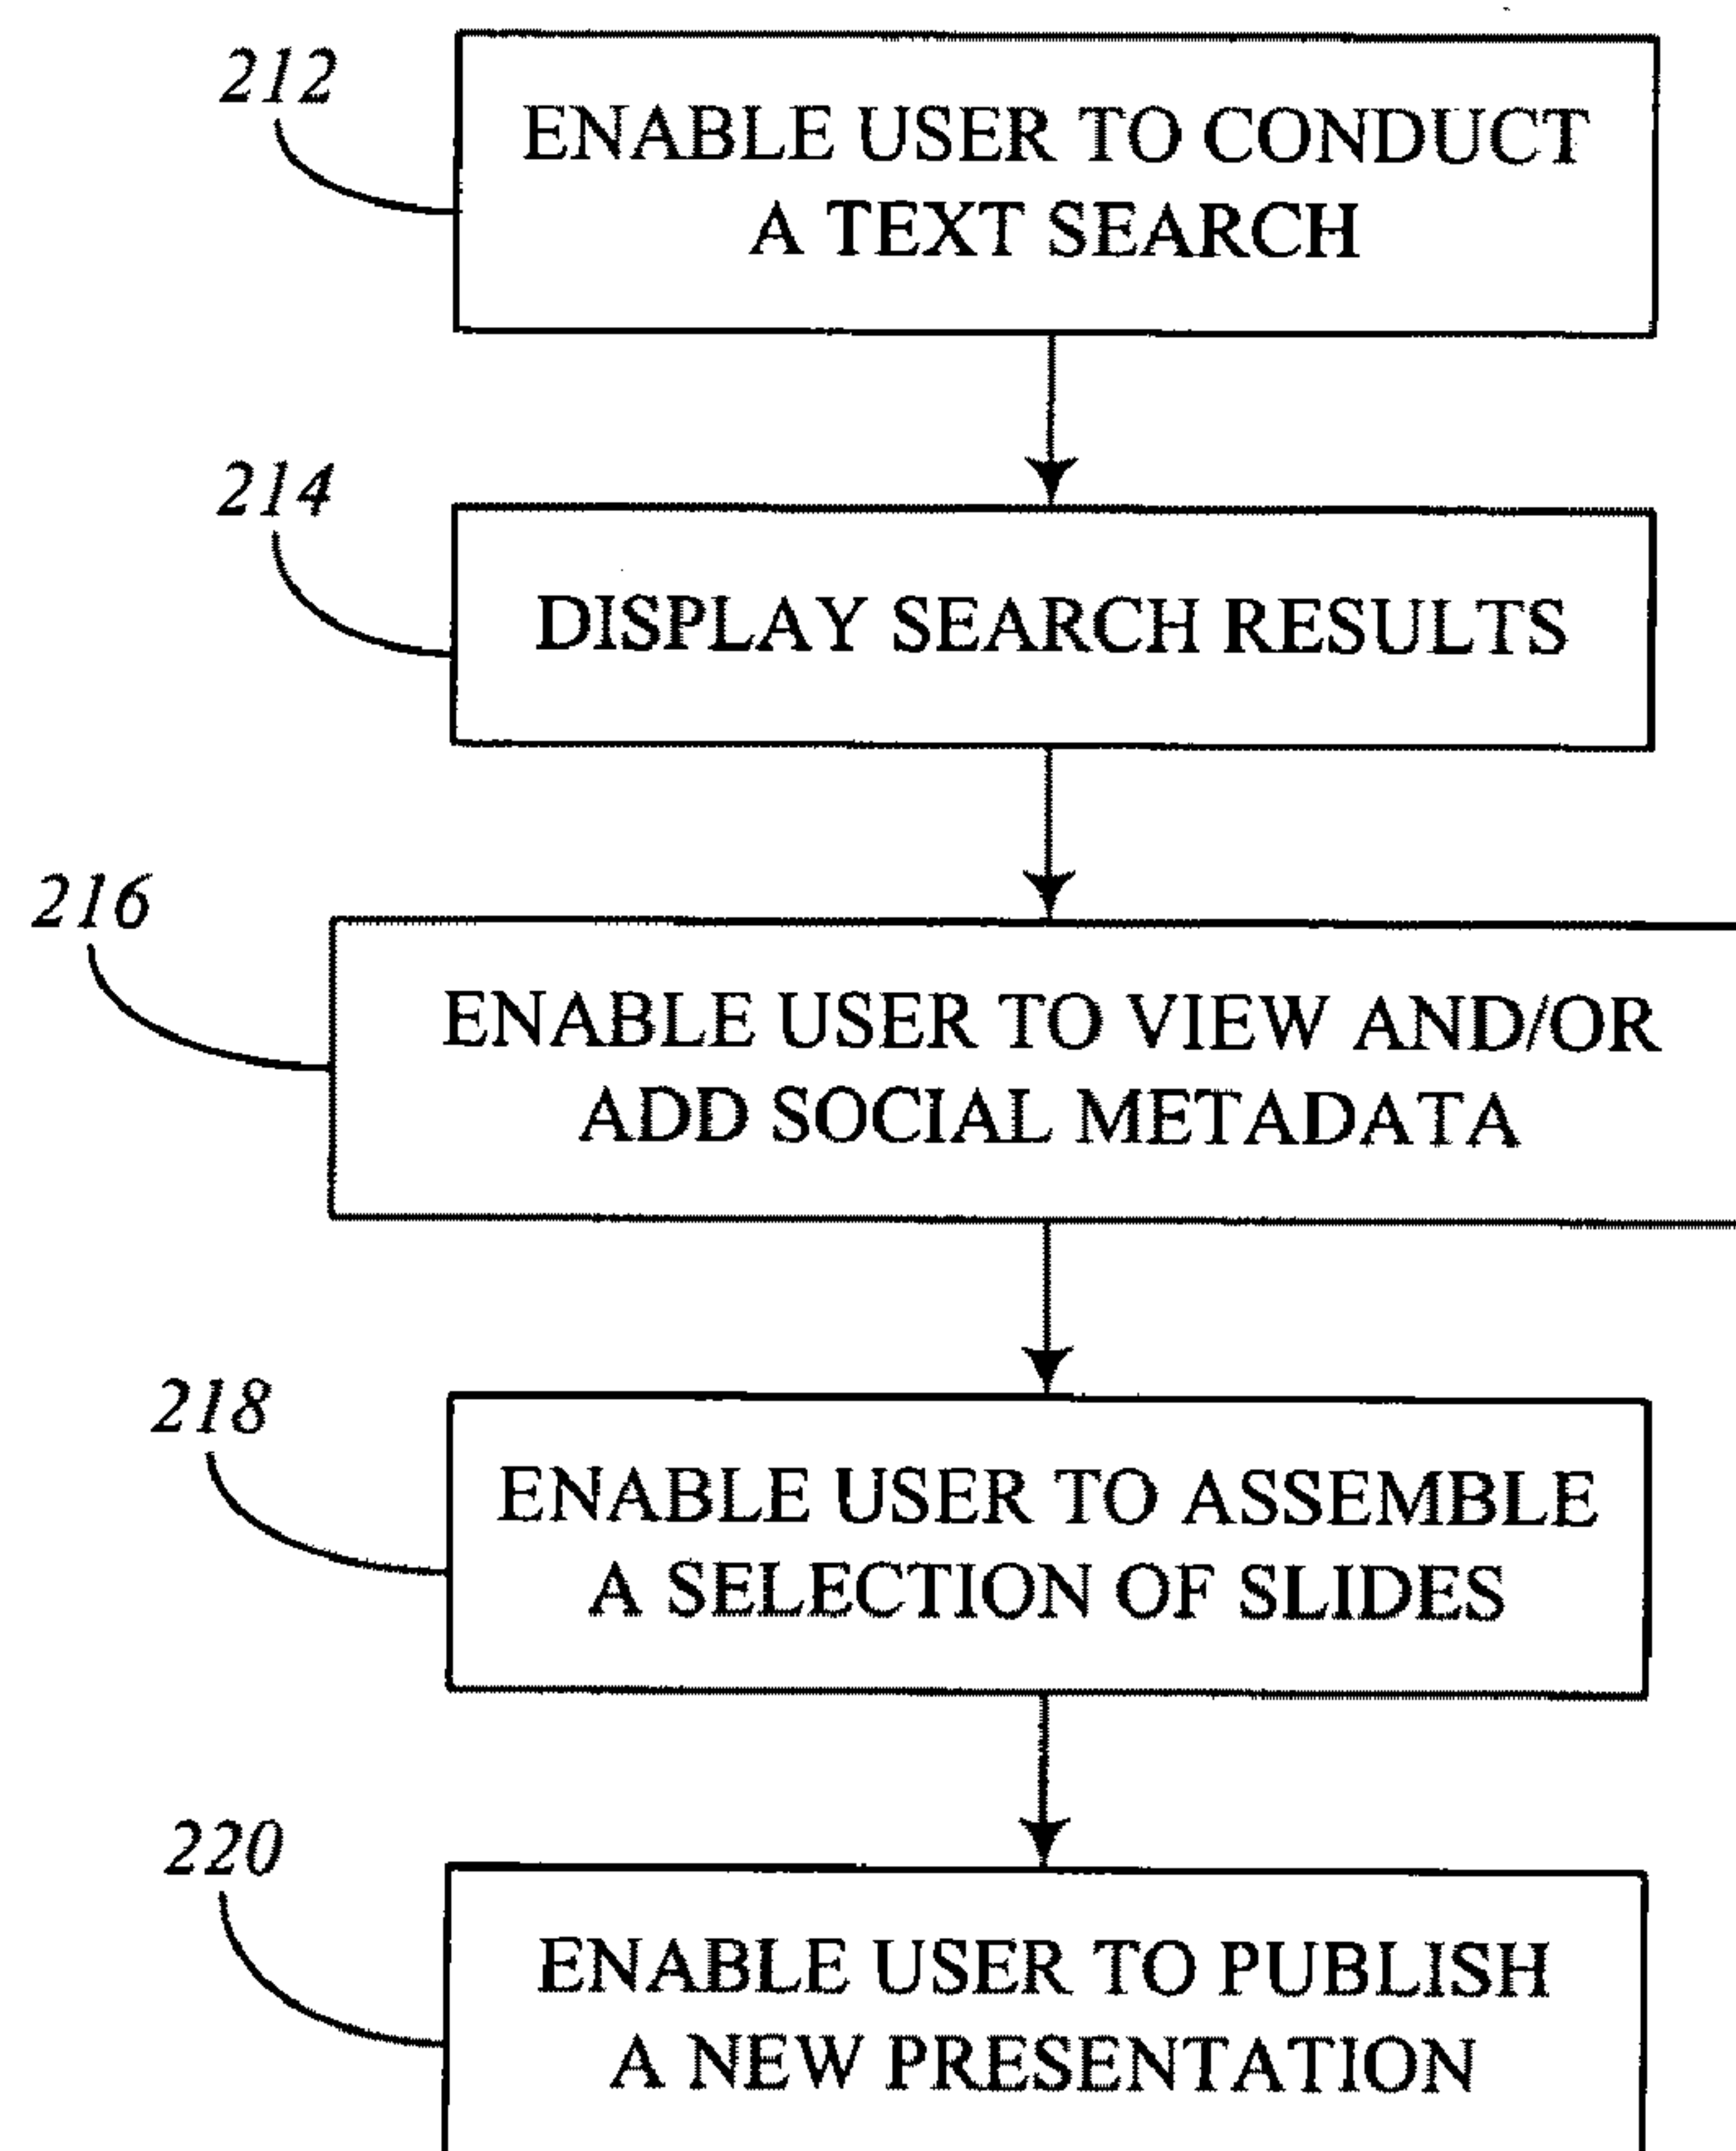 212
ENABLE USER TO CONDUCT
A TEXT SEARCH
214
DISPLAY SEARCH RESULTS
216
ENABLE USER TO VIEW AND/OR
ADD SOCIAL METADATA
218
ENABLE USER TO ASSEMBLE
A SELECTION OF SLIDES
220
ENABLE USER TO PUBLISH
A NEW PRESENTATION